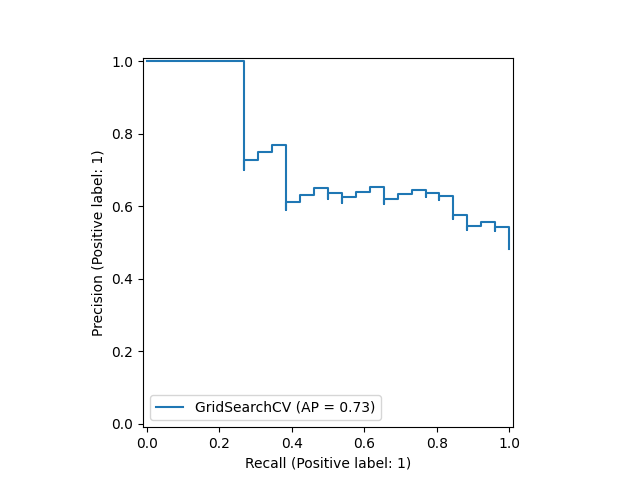 1.0
0.8
0.6
0.4
0.2
0.0
Precision (Positive label: 1)
GridSearchCV (AP = 0.73)
0.0 0.2 0.4 0.6 0.8 1.0
Recall (Positive label: 1)